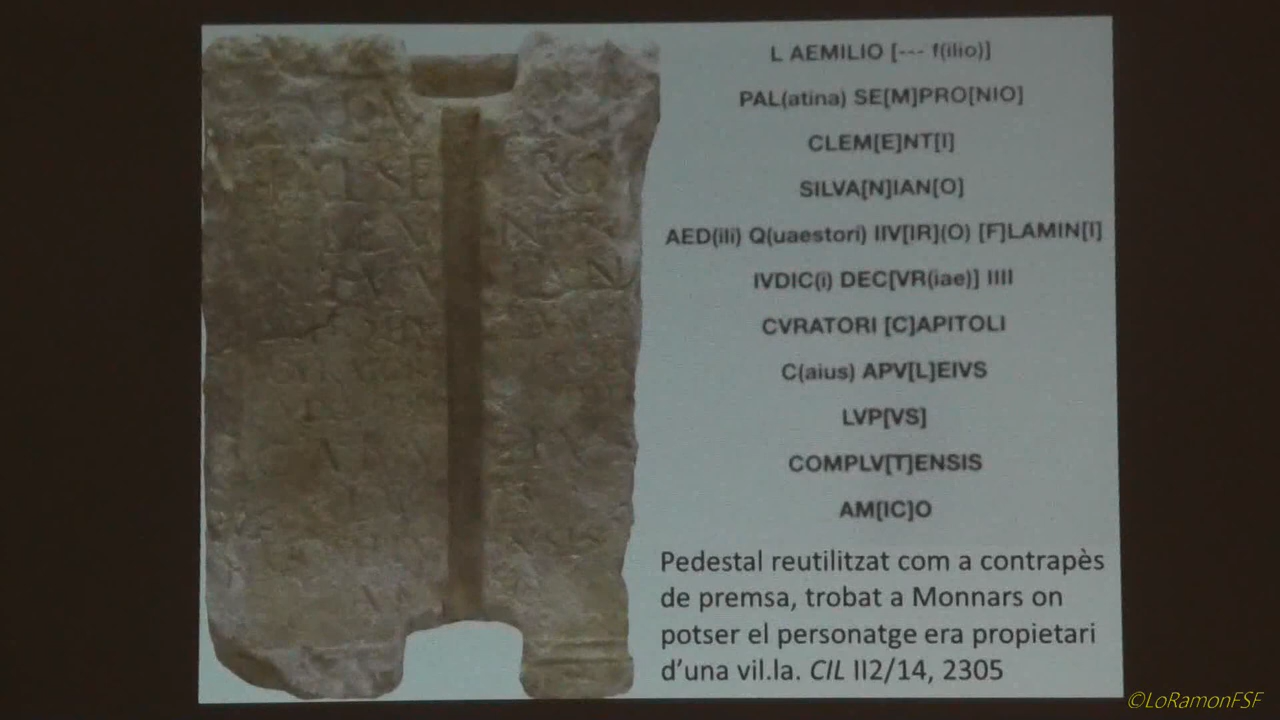 L AEMILIO [--- f(ilio)]
PAL(atina) SE[M]PRO[NIO]
CLEM[E]NT[I]
SILVA[N]IAN[O]
AED(ili) Q(uaestori) IIV[IR](O) [F]LAMIN[I]
IVDIC(i) DEC[VR(iae)] IIII
CVRATORI [C]APITOLI
C(aius) APV[L]EIVS
LVP[VS]
COMPLV[T]ENSIS
AM[IC]O
Pedestal reutilitzat com a contrapès
de premsa, trobat a Monnars on
potser el personatge era propietari
d'una vil.la. CIL II2/14, 2305
©LoRamonFSF